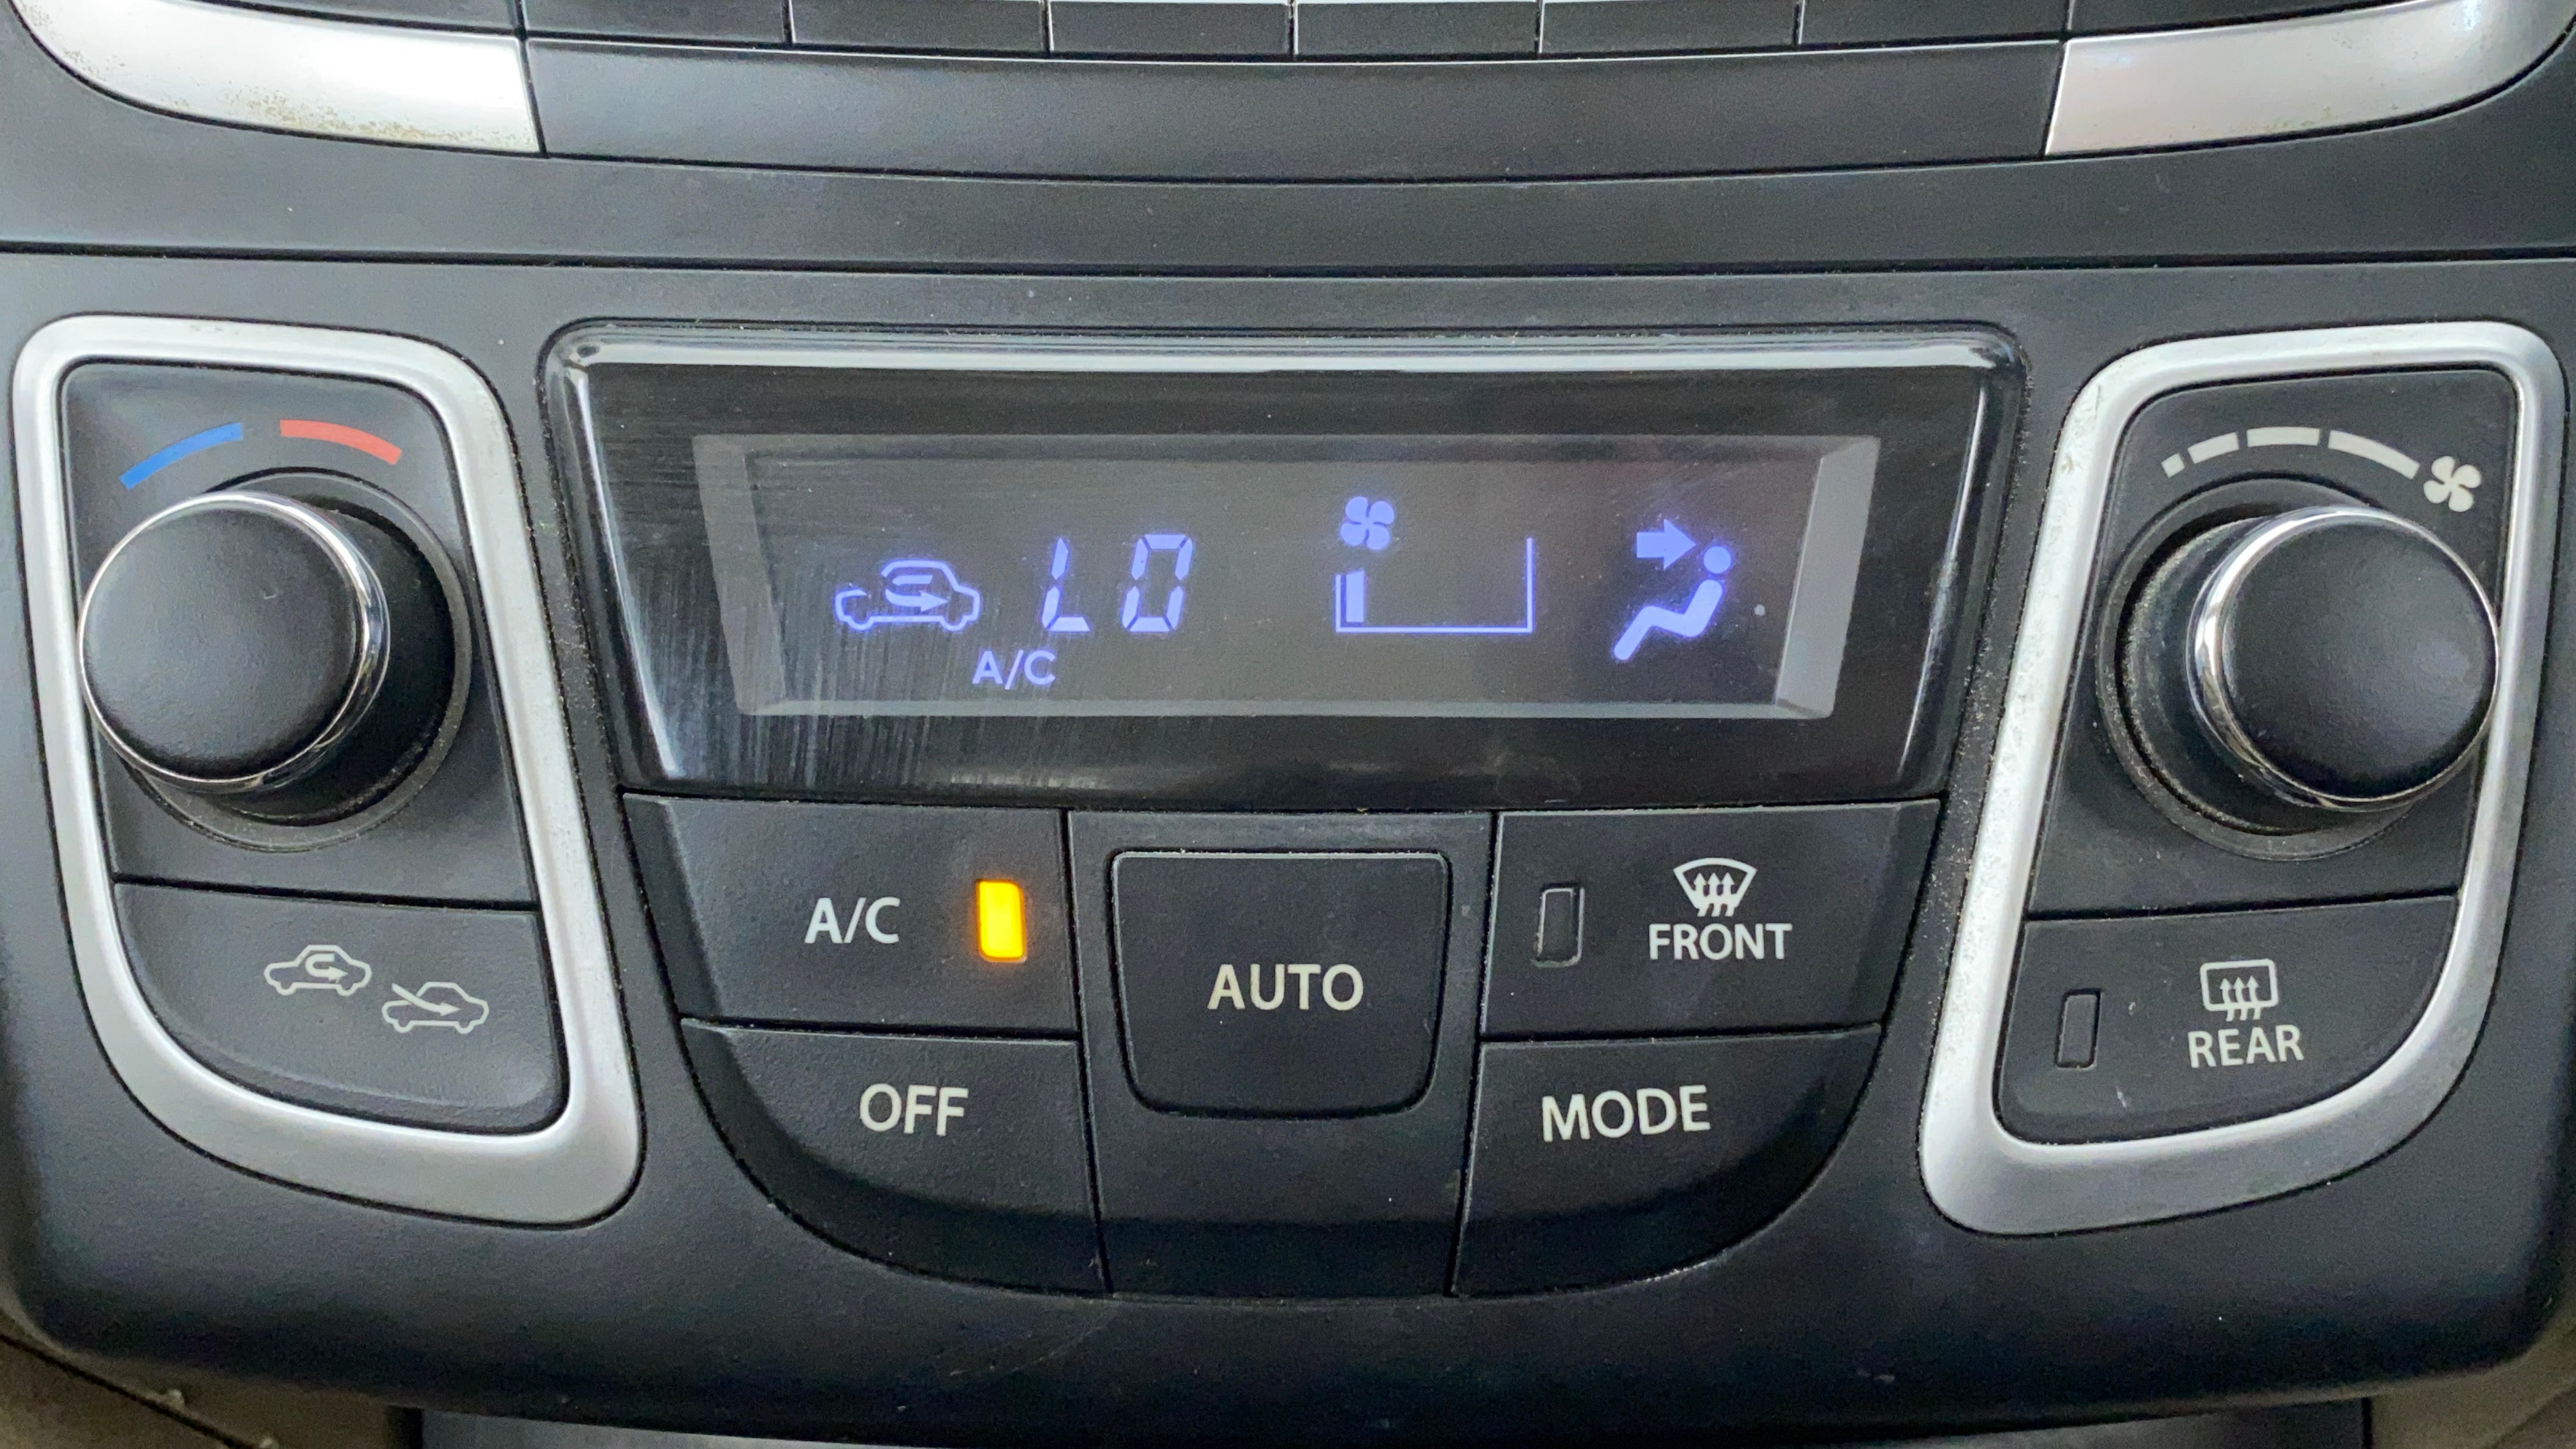 LO
A/C
A/C
AUTO
FRONT
OFF
MODE
REAR